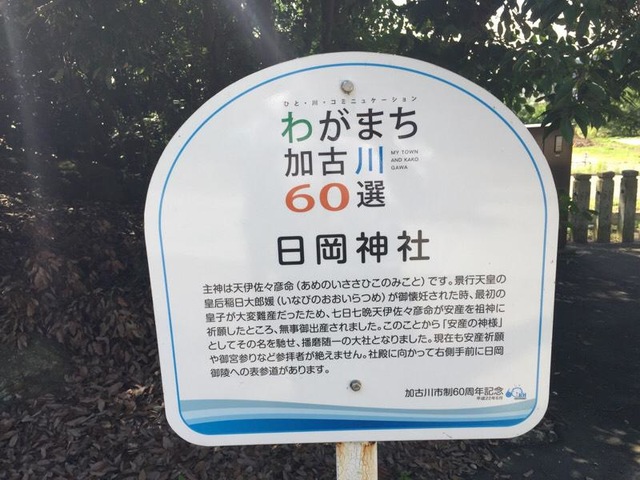 ひと・川・コミニュケーション
わがまち
加古川
MY TOWN
AND KAKO
GAWA
60選
日岡神社
主神は天伊佐々彦命（あめのいささひこのみこと）です。景行天皇の
皇后稲日大郎媛（いなびのおおいらつめ）が御懐妊された時、最初の
皇子が大変難産だったため、七日七晩天伊佐々彦命が安産を祖神に
祈願したところ、無事御出産されました。このことから「安産の神様」
としてその名を馳せ、播磨随一の大社となりました。現在も安産祈願
や御宮参りなど参拝者が絶えません。社殿に向かって右側手前に日岡
御陵への表参道があります。
加古川市制60周年記念